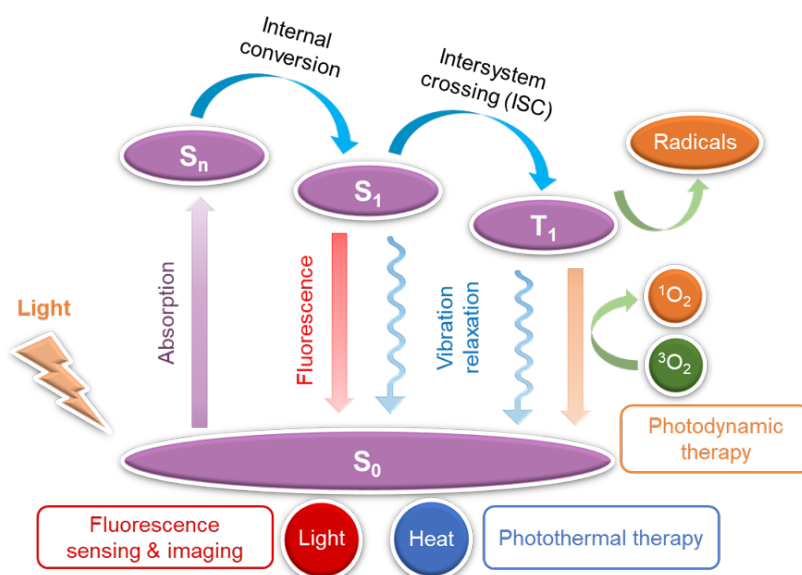 Internal
conversion
Intersystem
crossing (ISC)
Sₙ
S₁
T₁
Radicals
Light
Absorption
Fluorescence
Vibration
relaxation
¹O₂
³O₂
Photodynamic
therapy
S₀
Fluorescence
sensing & imaging
Light
Heat
Photothermal therapy